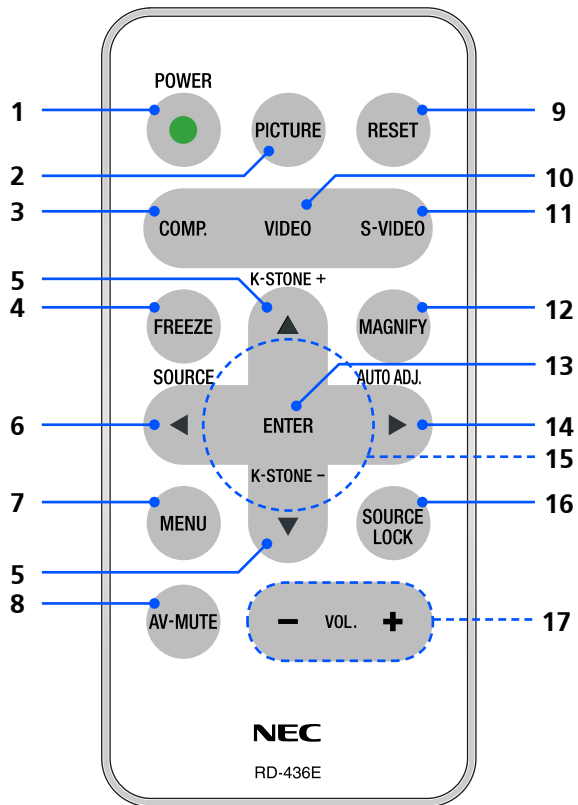 POWER
1
9
PICTURE
RESET
2
10
3
11
COMP.
VIDEO
S-VIDEO
5
K-STONE +
4
12
FREEZE
MAGNIFY
13
SOURCE
AUTO ADJ.
6
ENTER
14
15
K-STONE −
7
16
MENU
SOURCE
LOCK
5
8
AV-MUTE
− VOL. +
17
NEC
RD-436E